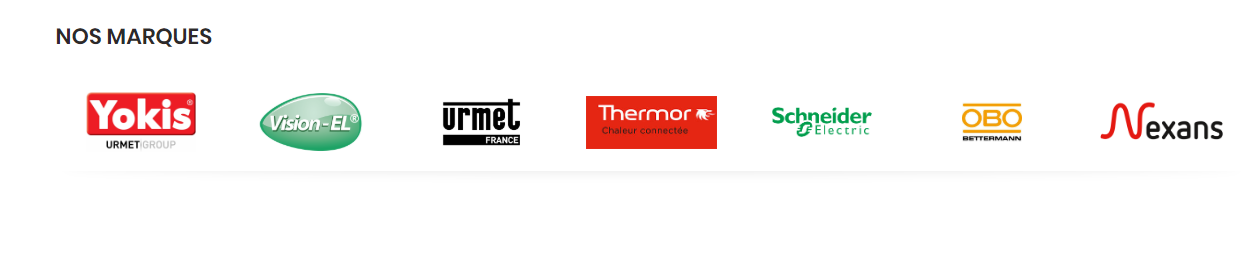 NOS MARQUES
Yokis®
URMET|GROUP
Vision-EL®
urmet
FRANCE
Thermor
Chaleur connectée
Schneider
Electric
OBO
BETTERMANN
Nexans